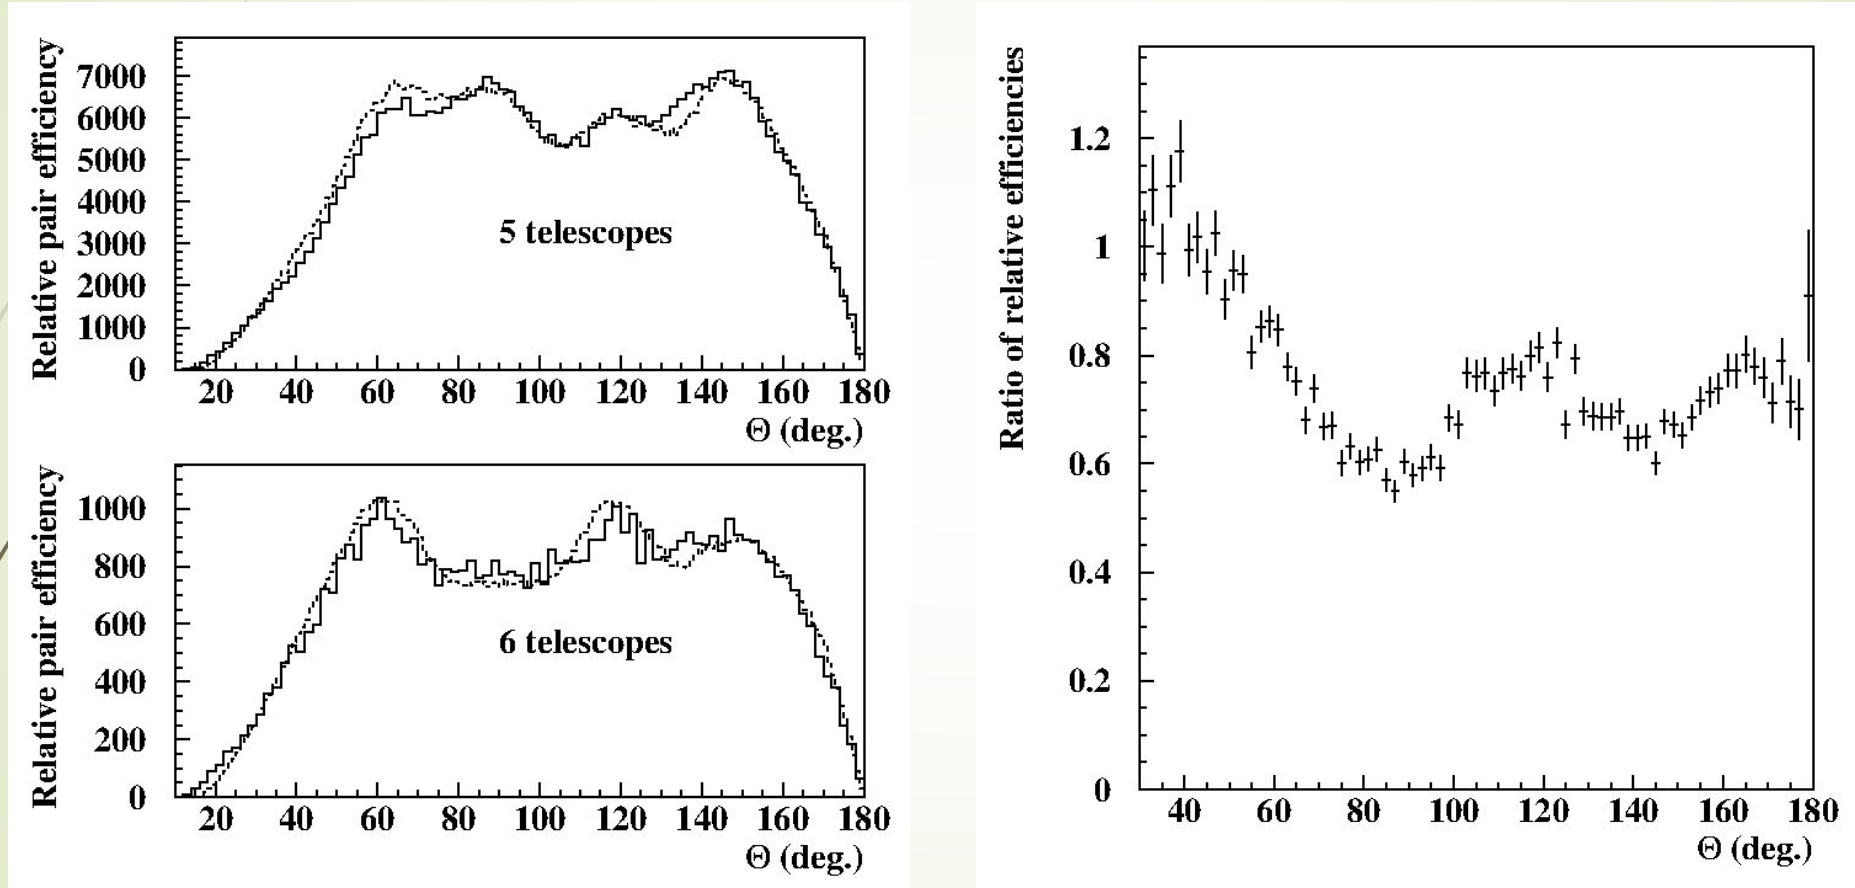 Relative pair efficiency
7000
6000
5000
4000
3000
2000
1000
0
5 telescopes
20 40 60 80 100 120 140 160 180
Θ (deg.)
Relative pair efficiency
1000
800
600
400
200
0
6 telescopes
20 40 60 80 100 120 140 160 180
Θ (deg.)
Ratio of relative efficiencies
1.2
1
0.8
0.6
0.4
0.2
0
40 60 80 100 120 140 160 180
Θ (deg.)